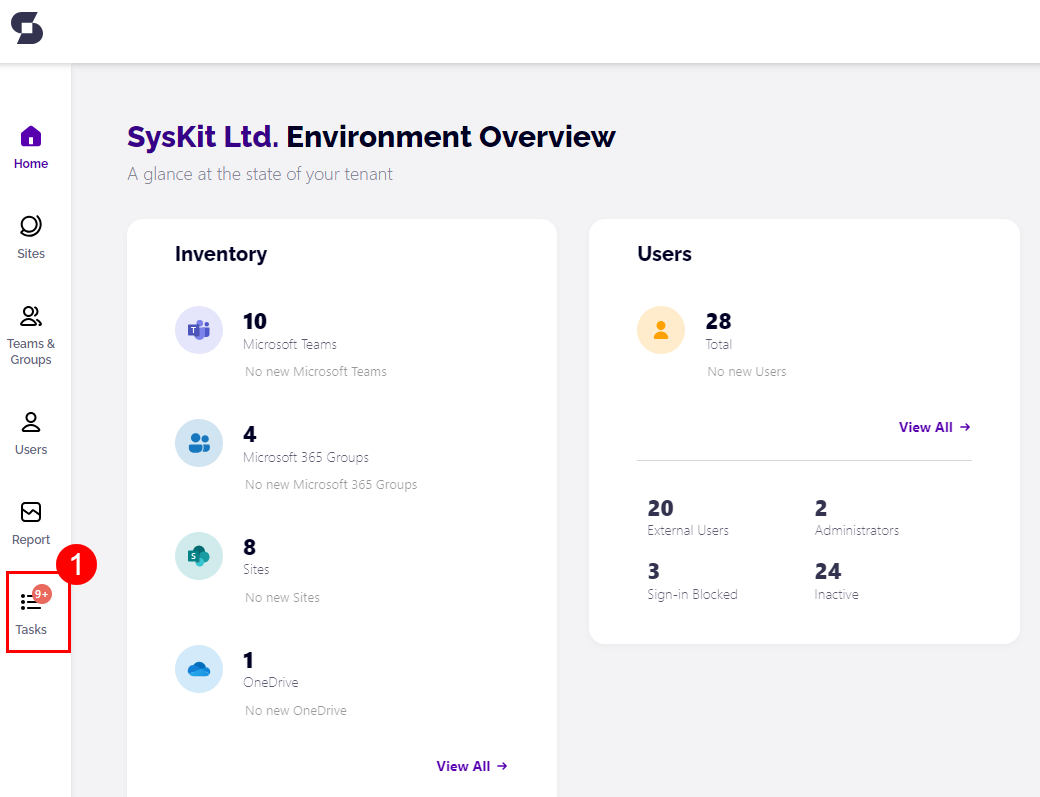 SysKit Ltd. Environment Overview
A glance at the state of your tenant
Home
Sites
Teams &
Groups
Users
Report
1
9+
Tasks
Inventory
10
Microsoft Teams
No new Microsoft Teams
4
Microsoft 365 Groups
No new Microsoft 365 Groups
8
Sites
No new Sites
1
OneDrive
No new OneDrive
View All →
Users
28
Total
No new Users
View All →
20
External Users
2
Administrators
3
Sign-in Blocked
24
Inactive